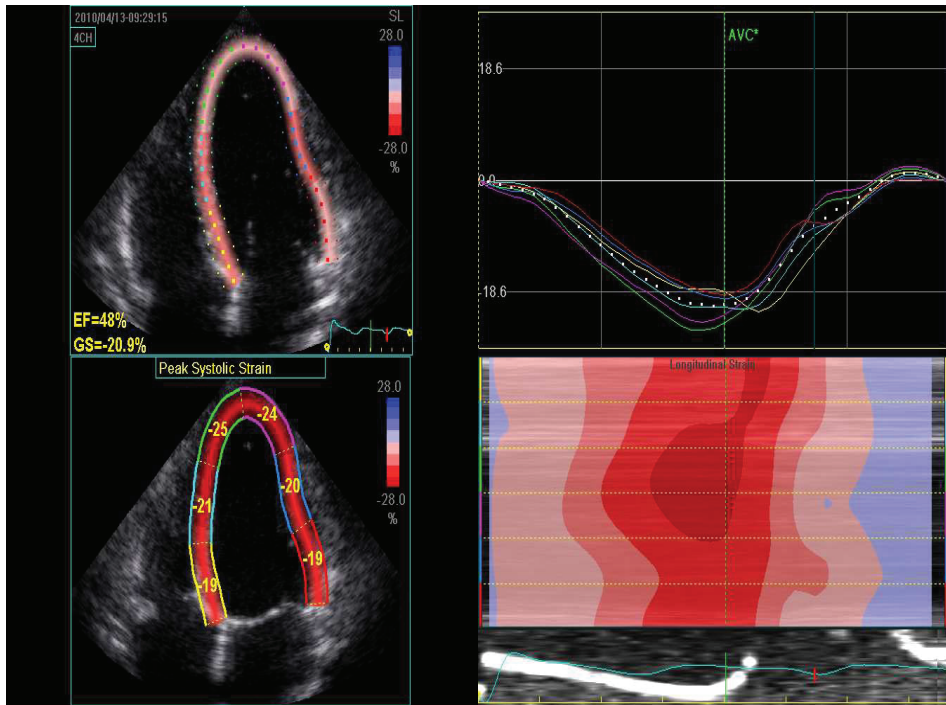 2010/04/13-09:29:15
SL
4CH
28.0
-28.0
%
EF=48%
GS=-20.9%
AVC*
18.6
0.0
-18.6
Peak Systolic Strain
28.0
-28.0
%
-25
-24
-21
-20
-19
-19
Longitudinal Strain